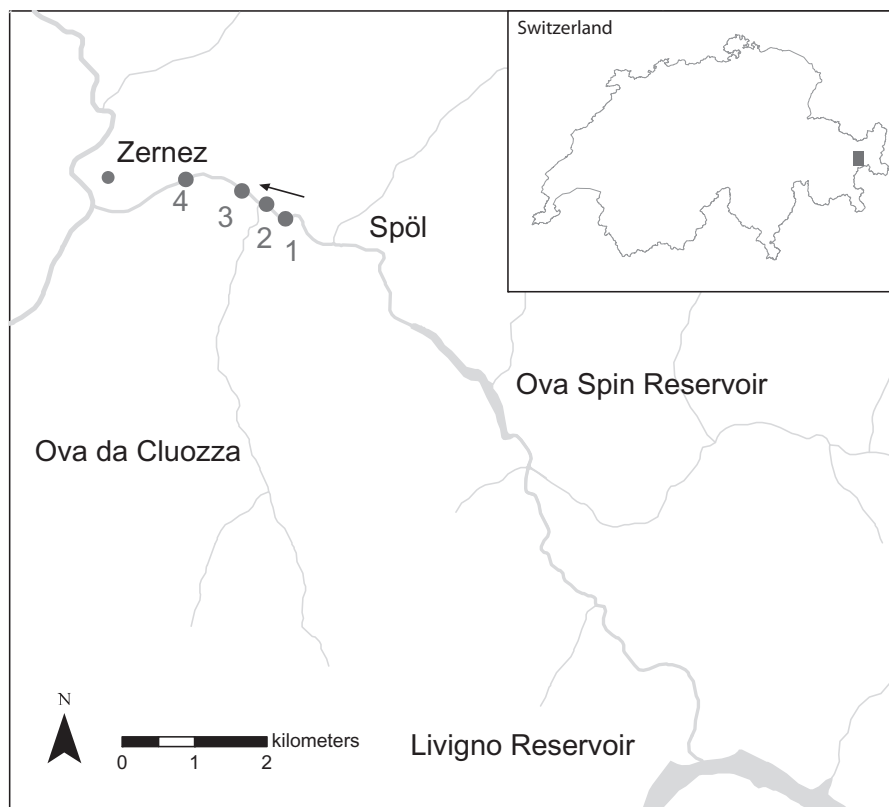 Switzerland
Zernez
4
3
2
1
Spöl
Ova Spin Reservoir
Ova da Cluozza
N
kilometers
0 1 2
Livigno Reservoir